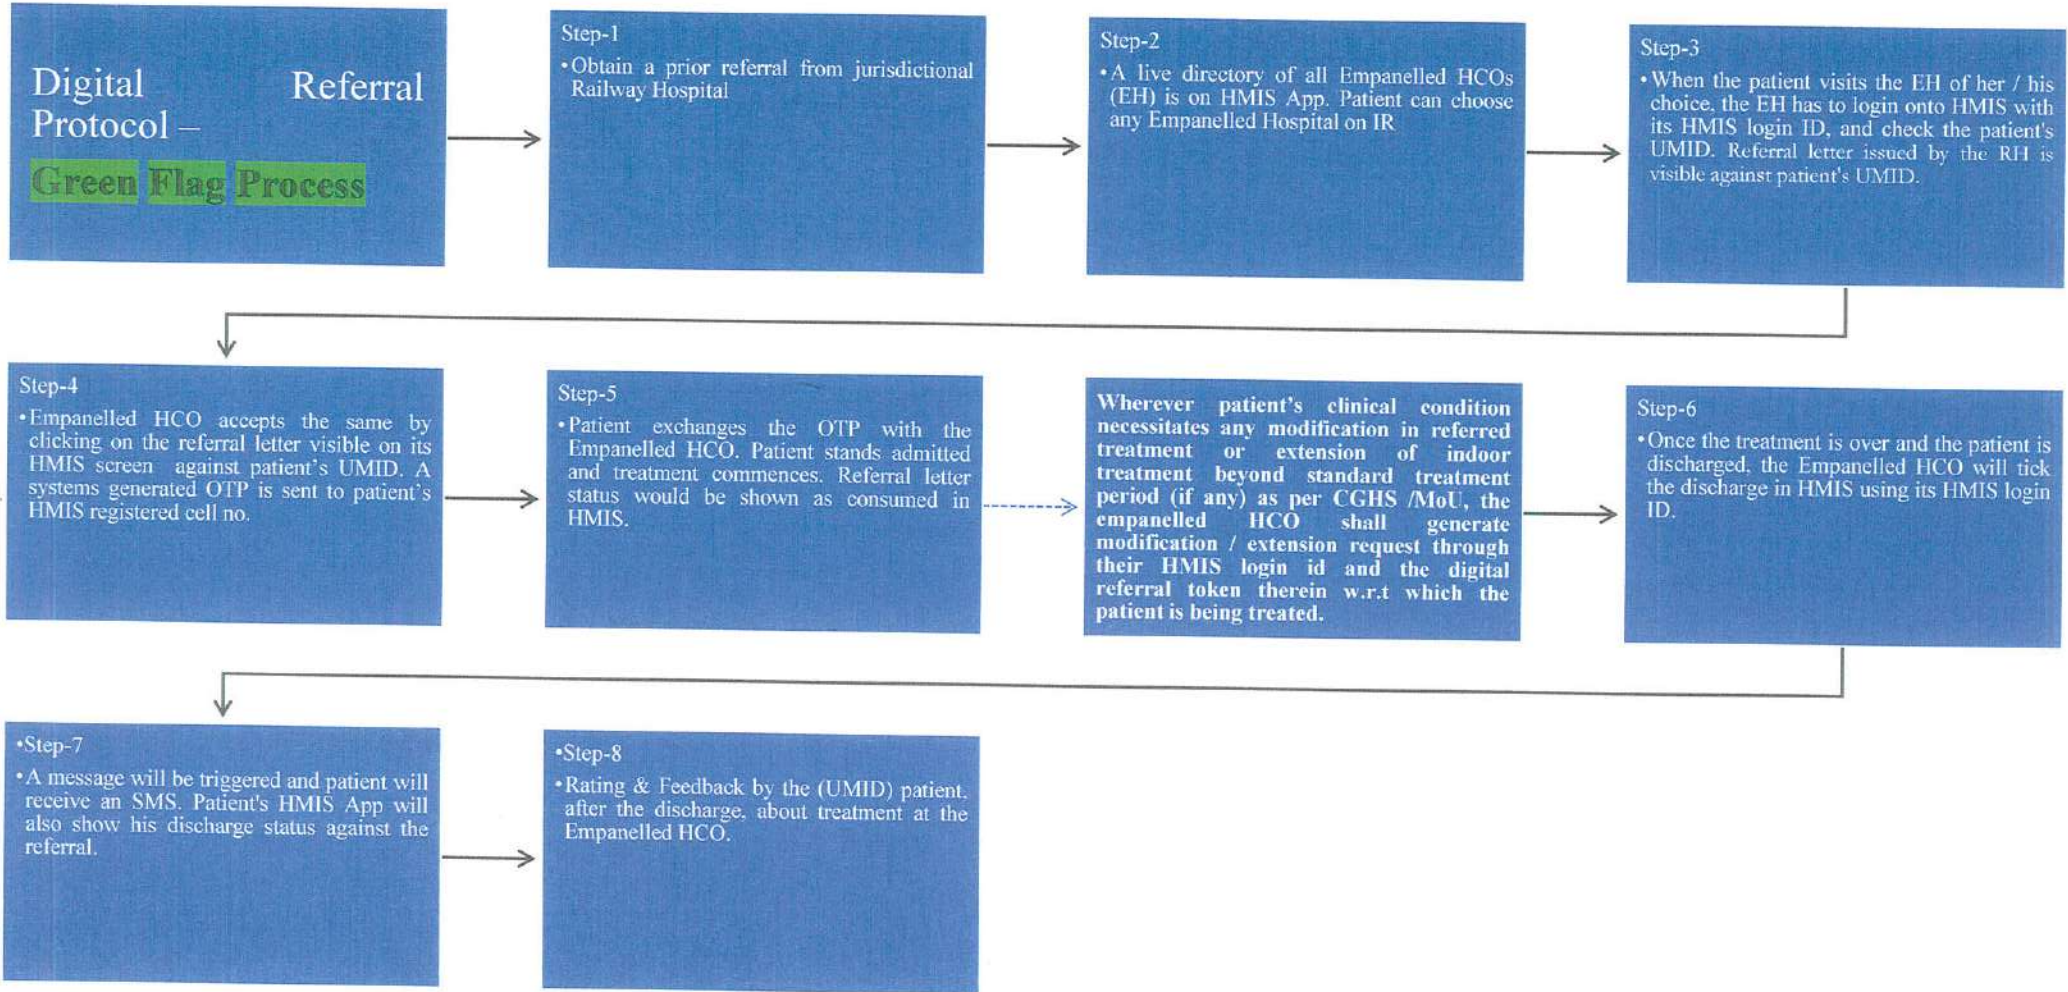 Digital Referral
Protocol –
Green Flag Process
Step-1
•Obtain a prior referral from jurisdictional
Railway Hospital
Step-2
•A live directory of all Empanelled HCOs
(EH) is on HMIS App. Patient can choose
any Empanelled Hospital on IR
Step-3
•When the patient visits the EH of her / his
choice, the EH has to login onto HMIS with
its HMIS login ID, and check the patient's
UMID. Referral letter issued by the RH is
visible against patient's UMID.
Step-4
•Empanelled HCO accepts the same by
clicking on the referral letter visible on its
HMIS screen against patient's UMID. A
systems generated OTP is sent to patient's
HMIS registered cell no.
Step-5
•Patient exchanges the OTP with the
Empanelled HCO. Patient stands admitted
and treatment commences. Referral letter
status would be shown as consumed in
HMIS.
Wherever patient's clinical condition
necessitates any modification in referred
treatment or extension of indoor
treatment beyond standard treatment
period (if any) as per CGHS /MoU, the
empanelled HCO shall generate
modification / extension request through
their HMIS login id and the digital
referral token therein w.r.t which the
patient is being treated.
Step-6
•Once the treatment is over and the patient is
discharged, the Empanelled HCO will tick
the discharge in HMIS using its HMIS login
ID.
•Step-7
•A message will be triggered and patient will
receive an SMS. Patient's HMIS App will
also show his discharge status against the
referral.
•Step-8
•Rating & Feedback by the (UMID) patient,
after the discharge, about treatment at the
Empanelled HCO.